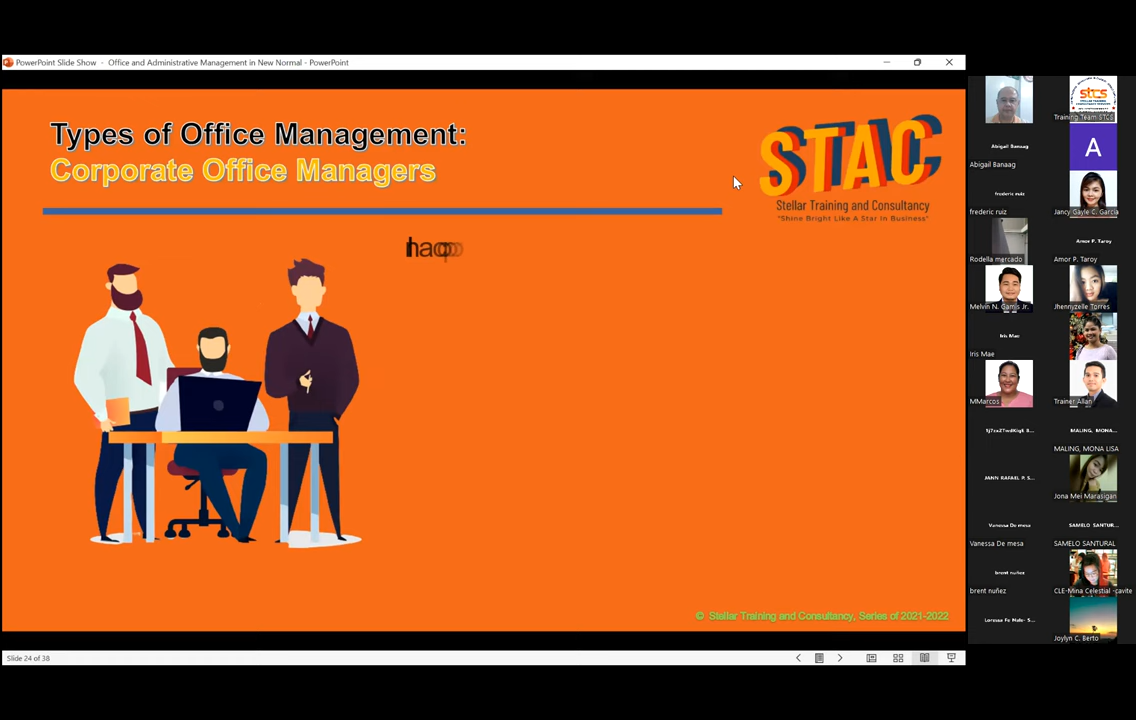 PowerPoint Slide Show - Office and Administrative Management in New Normal - PowerPoint
Types of Office Management:
Corporate Office Managers
STAC
Stellar Training and Consultancy
"Shine Bright Like A Star In Business"
© Stellar Training and Consultancy, Series of 2021-2022
Slide 24 of 38
stcs
Training Team STCS
Abigail Banaag
Abigail Banaag
A
frederic ruiz
frederic ruiz
Jancy Gayle C. Garcia
Rodella mercado
Amor P. Taroy
Amor P. Taroy
Melvin N. Gamis Jr.
Jhennyzelle Torres
Iris Mae
Iris Mae
MMarcos
Trainer Allan
MALING, MONA...
MALING, MONA LISA
JANN RAFAEL P. S...
Jona Mei Marasigan
Vanessa De mesa
Vanessa De mesa
SAMELO SANTUR...
SAMELO SANTURAL
brent nuñez
brent nuñez
CLE-Mina Celestial -cavite
Joylyn C. Berto